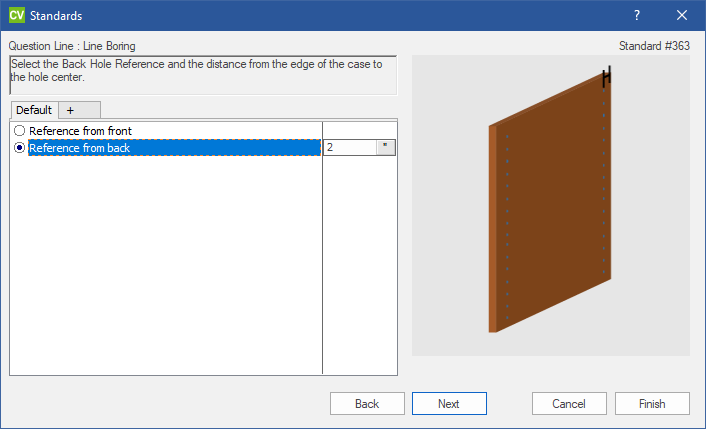 CV Standards ? ×
Question Line : Line Boring Standard #363
Select the Back Hole Reference and the distance from the edge of the case to
the hole center.
Default +
Reference from front
Reference from back 2 "
Back Next Cancel Finish